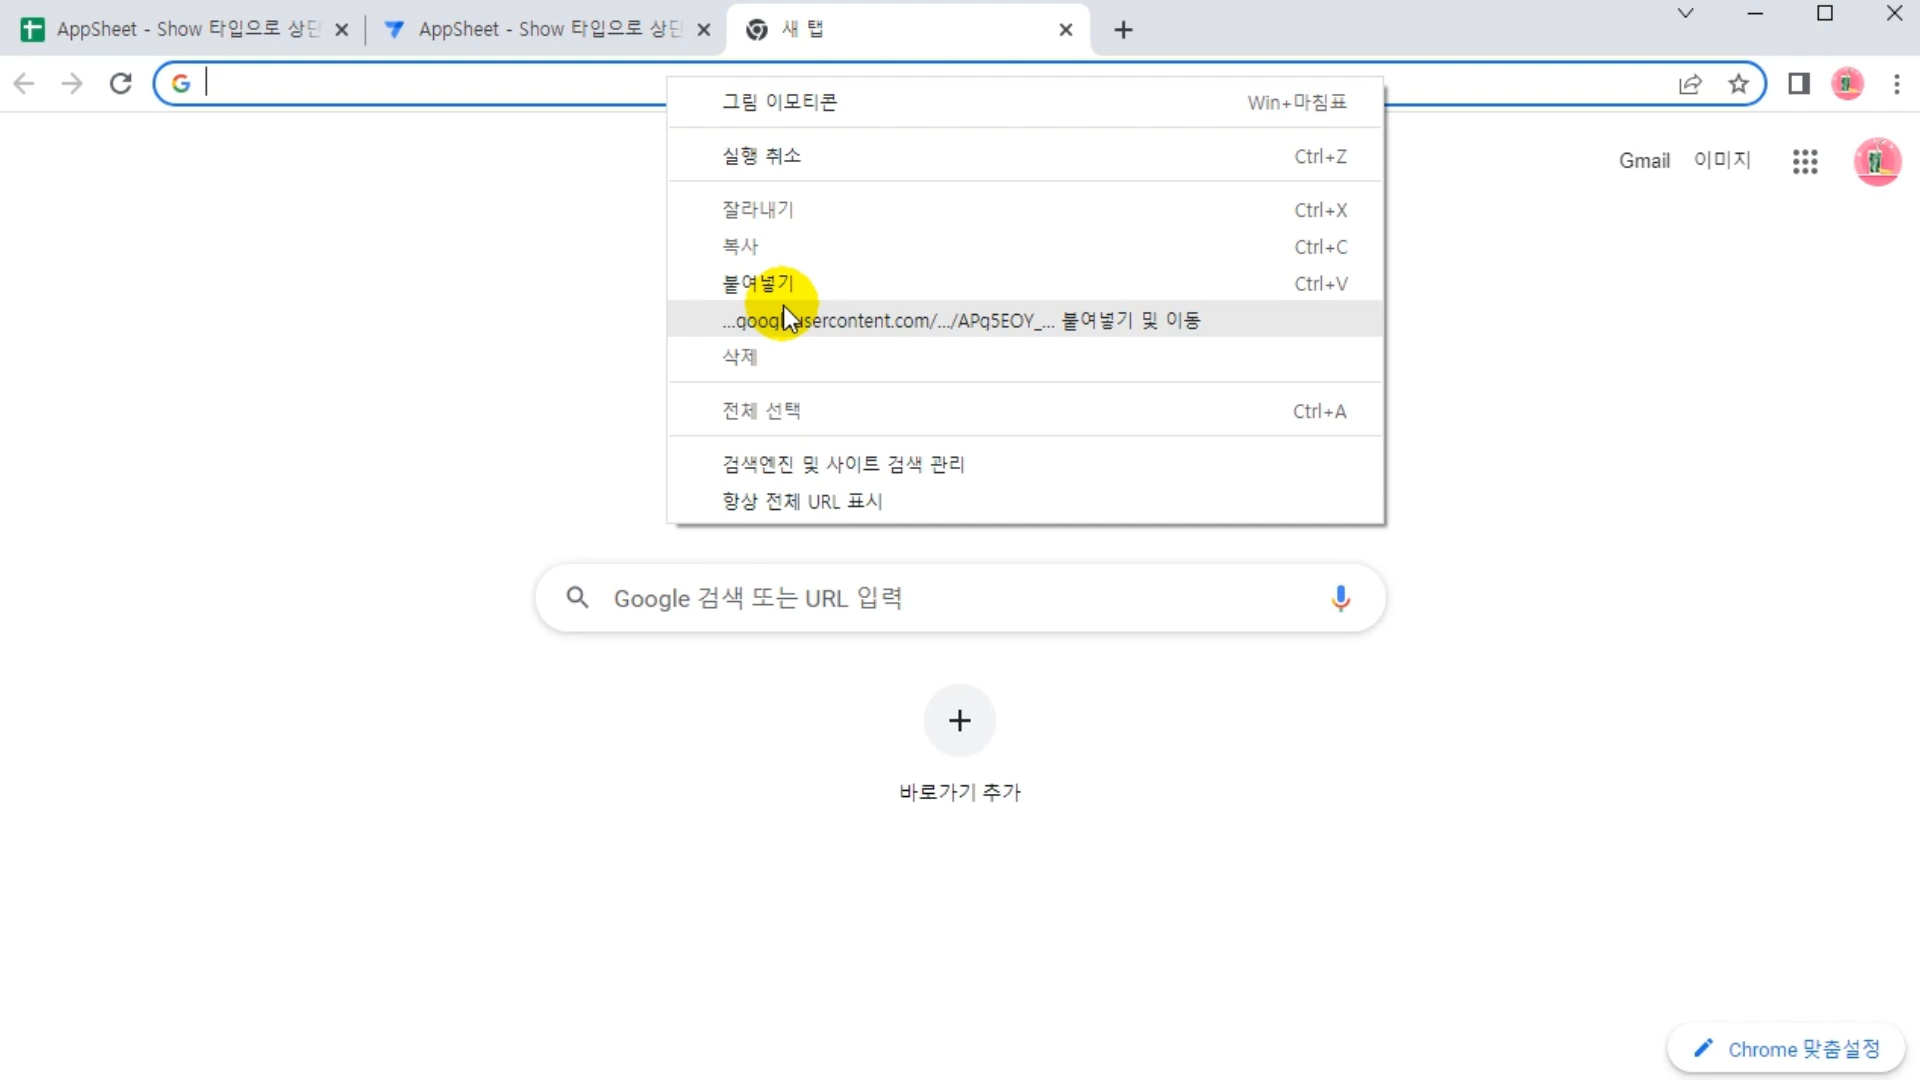 AppSheet - Show 타입으로 상단
AppSheet - Show 타입으로 상단
새 탭
그림 이모티콘 Win+마침표
실행 취소 Ctrl+Z
잘라내기 Ctrl+X
복사 Ctrl+C
붙여넣기 Ctrl+V
...googleusercontent.com/.../APq5EOY_... 붙여넣기 및 이동
삭제
전체 선택 Ctrl+A
검색엔진 및 사이트 검색 관리
항상 전체 URL 표시
Gmail 이미지
Google 검색 또는 URL 입력
바로가기 추가
Chrome 맞춤설정